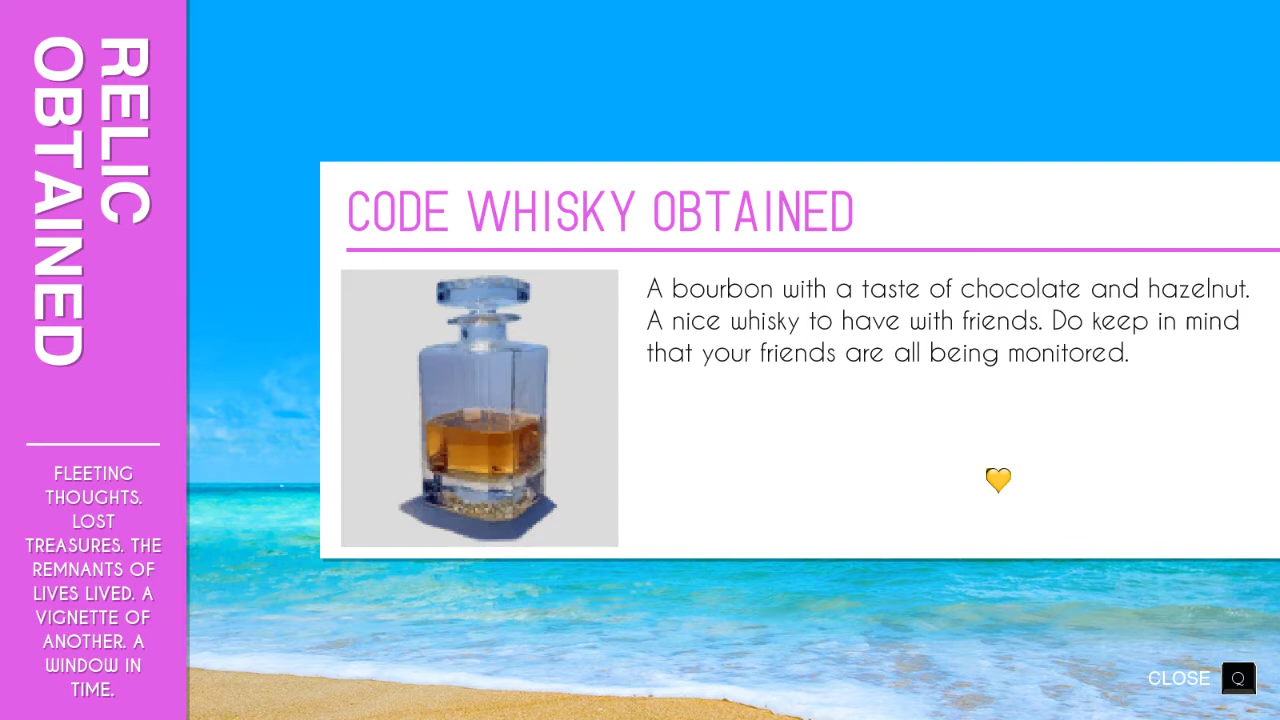 RELIC
OBTAINED
FLEETING
THOUGHTS.
LOST
TREASURES. THE
REMNANTS OF
LIVES LIVED. A
VIGNETTE OF
ANOTHER. A
WINDOW IN
TIME.
CODE WHISKY OBTAINED
A bourbon with a taste of chocolate and hazelnut.
A nice whisky to have with friends. Do keep in mind
that your friends are all being monitored.
CLOSE Q